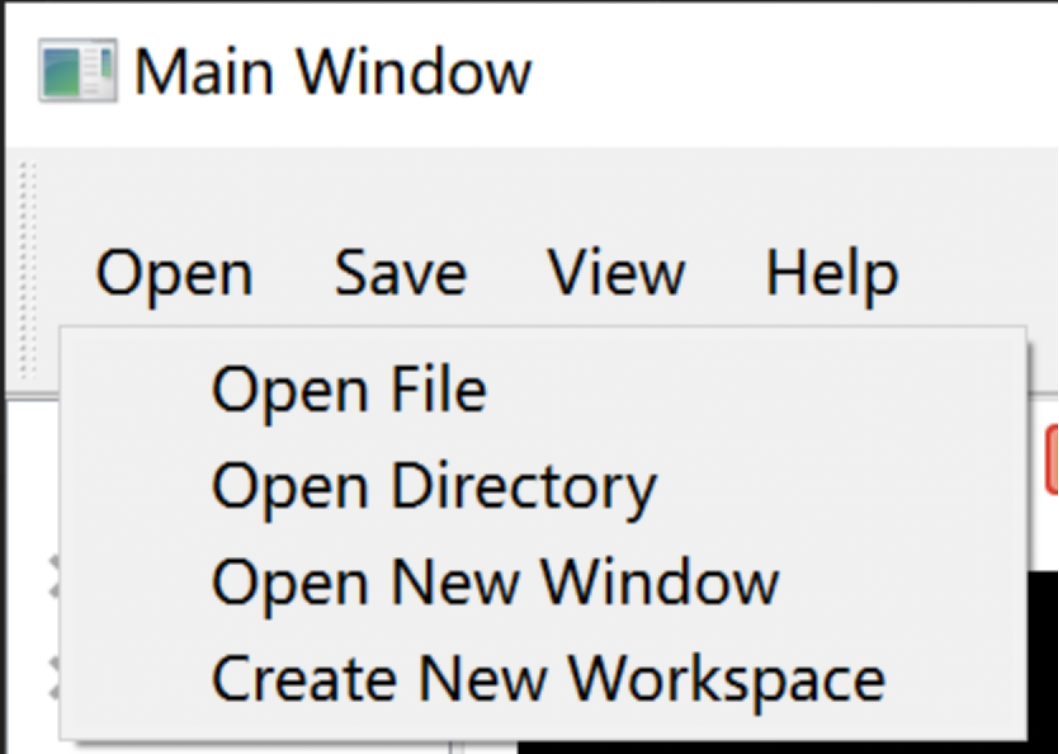 Main Window
Open Save View Help
Open File
Open Directory
Open New Window
Create New Workspace